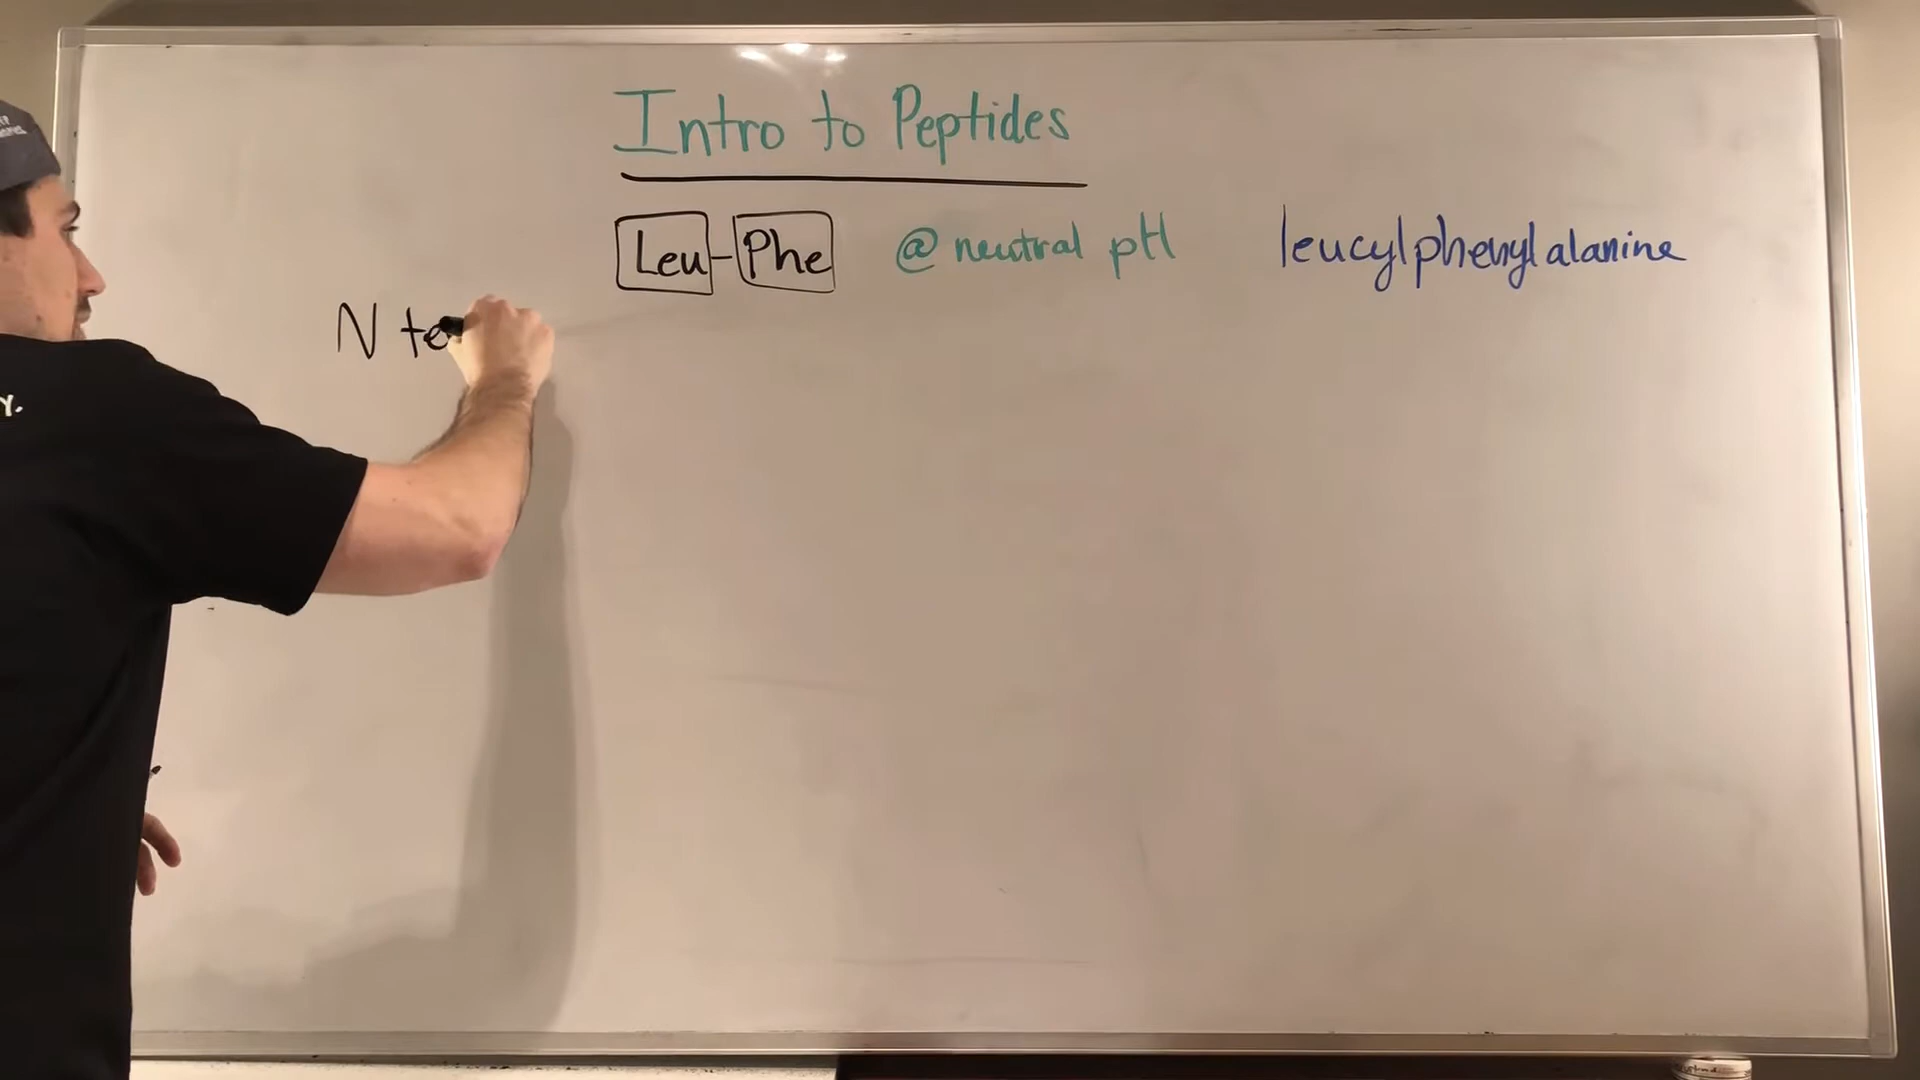 Intro to Peptides
Leu-Phe @ neutral pH leucylphenylalanine
N te
Y.